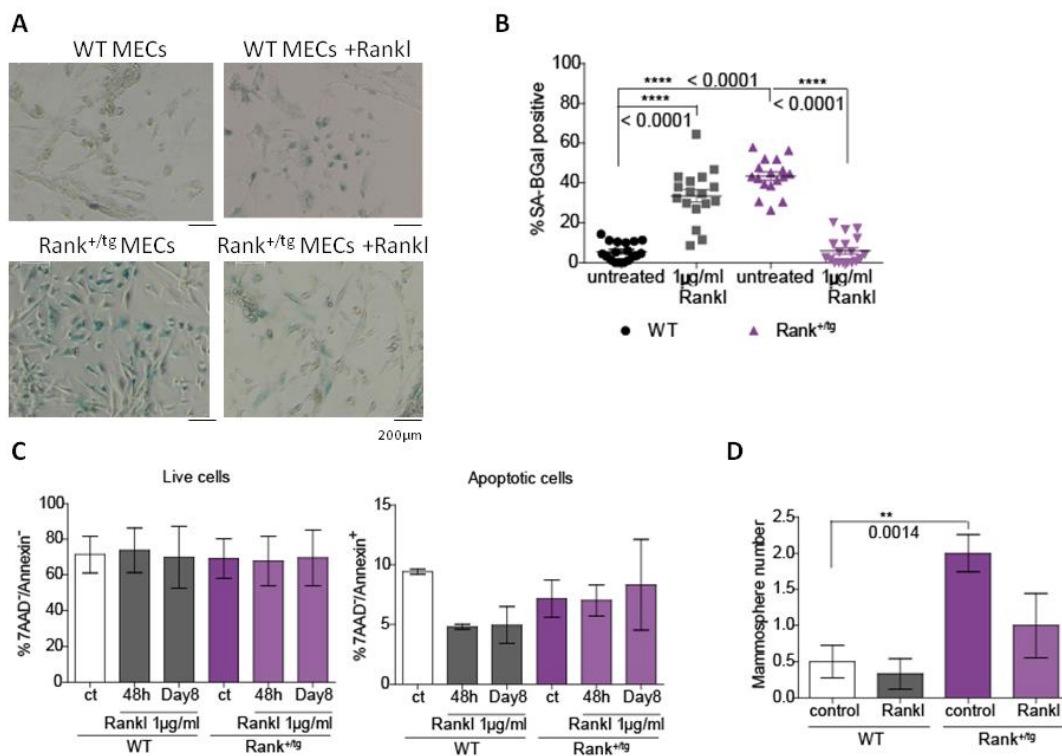 A
WT MECs
WT MECs +Rankl
Rank+/tg MECs
Rank+/tg MECs +Rankl
200µm
B
%SA-BGal positive
100
80
60
40
20
0
**** < 0.0001
****
< 0.0001
****
< 0.0001
untreated 1µg/ml Rankl untreated 1µg/ml Rankl
WT Rank+/tg
C
Live cells
%7AAD-/Annexin-
100
80
60
40
20
0
ct 48h Day8 ct 48h Day8
Rankl 1µg/ml Rankl 1µg/ml
WT Rank+/tg
Apoptotic cells
%7AAD-/Annexin+
15
10
5
0
ct 48h Day8 ct 48h Day8
Rankl 1µg/ml Rankl 1µg/ml
WT Rank+/tg
D
Mammosphere number
2.5
2.0
1.5
1.0
0.5
0.0
**
0.0014
control Rankl control Rankl
WT Rank+/tg